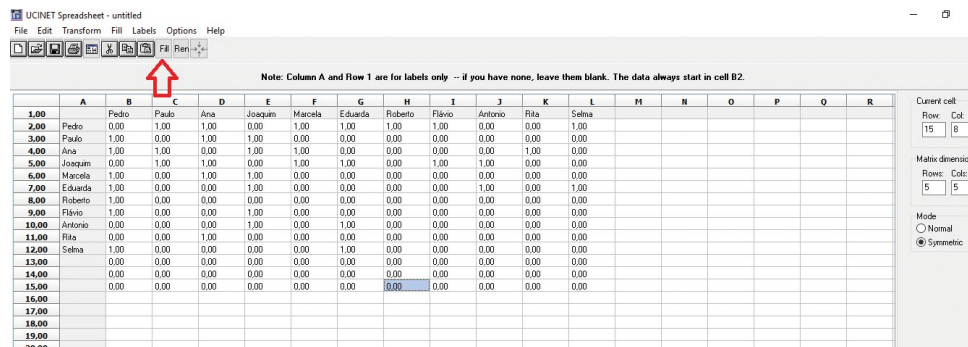 UCINET Spreadsheet - untitled
File Edit Transform Fill Labels Options Help
Fill Ren
Note: Column A and Row 1 are for labels only -- if you have none, leave them blank. The data always start in cell B2.
A B C D E F G H I J K L M N O P Q R
1,00 Pedro Paulo Ana Joaquim Marcela Eduarda Roberto Flávio Antonio Rita Selma
2,00 Pedro 0,00 1,00 1,00 0,00 1,00 1,00 1,00 1,00 0,00 0,00 1,00
3,00 Paulo 1,00 0,00 1,00 1,00 0,00 0,00 0,00 0,00 0,00 0,00 0,00
4,00 Ana 1,00 1,00 0,00 1,00 1,00 0,00 0,00 0,00 0,00 1,00 0,00
5,00 Joaquim 0,00 1,00 1,00 0,00 1,00 1,00 0,00 1,00 1,00 0,00 0,00
6,00 Marcela 1,00 0,00 1,00 1,00 0,00 0,00 0,00 0,00 0,00 0,00 0,00
7,00 Eduarda 1,00 0,00 0,00 1,00 0,00 0,00 0,00 0,00 1,00 0,00 1,00
8,00 Roberto 1,00 0,00 0,00 0,00 0,00 0,00 0,00 0,00 0,00 0,00 0,00
9,00 Flávio 1,00 0,00 0,00 1,00 0,00 0,00 0,00 0,00 0,00 0,00 0,00
10,00 Antonio 0,00 0,00 0,00 1,00 0,00 1,00 0,00 0,00 0,00 0,00 0,00
11,00 Rita 0,00 0,00 1,00 0,00 0,00 0,00 0,00 0,00 0,00 0,00 0,00
12,00 Selma 1,00 0,00 0,00 0,00 0,00 1,00 0,00 0,00 0,00 0,00 0,00
13,00 0,00 0,00 0,00 0,00 0,00 0,00 0,00 0,00 0,00 0,00 0,00
14,00 0,00 0,00 0,00 0,00 0,00 0,00 0,00 0,00 0,00 0,00 0,00
15,00 0,00 0,00 0,00 0,00 0,00 0,00 0,00 0,00 0,00 0,00 0,00
16,00
17,00
18,00
19,00
Current cell:
Row: Col:
15 8
Matrix dimensio
Rows: Cols:
5 5
Mode
Normal
Symmetric